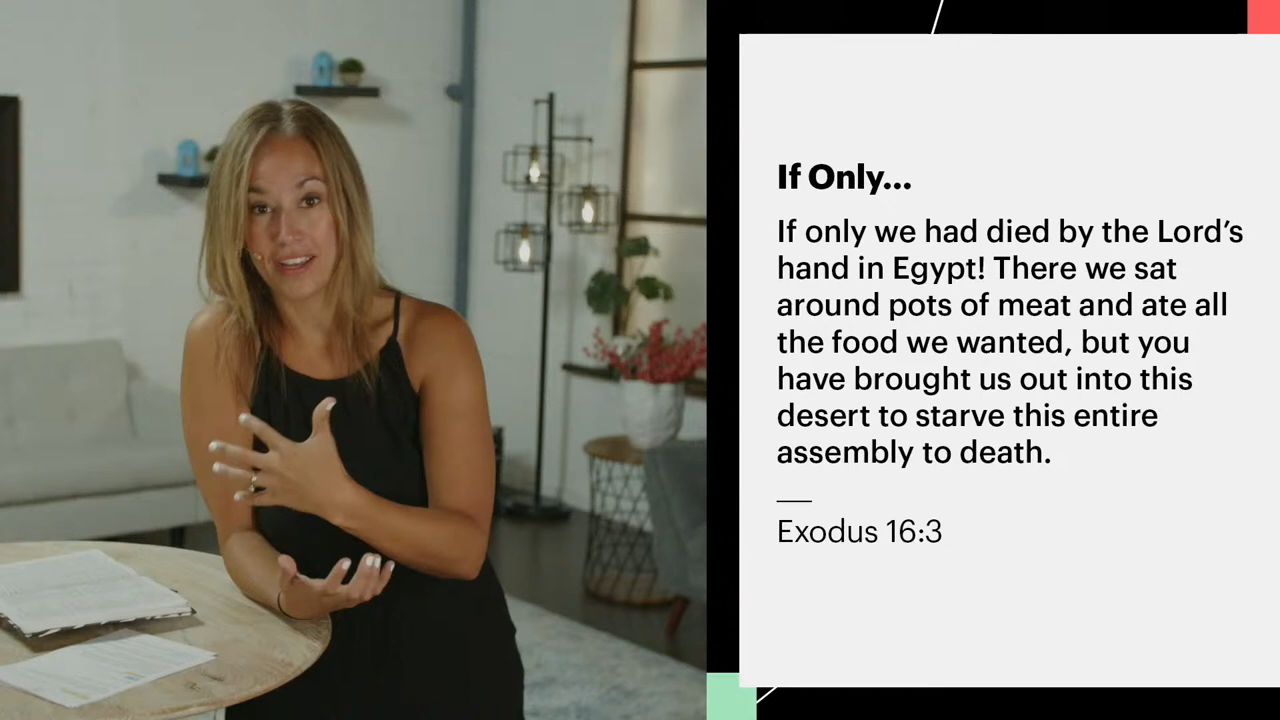 If Only...
If only we had died by the Lord’s
hand in Egypt! There we sat
around pots of meat and ate all
the food we wanted, but you
have brought us out into this
desert to starve this entire
assembly to death.
Exodus 16:3